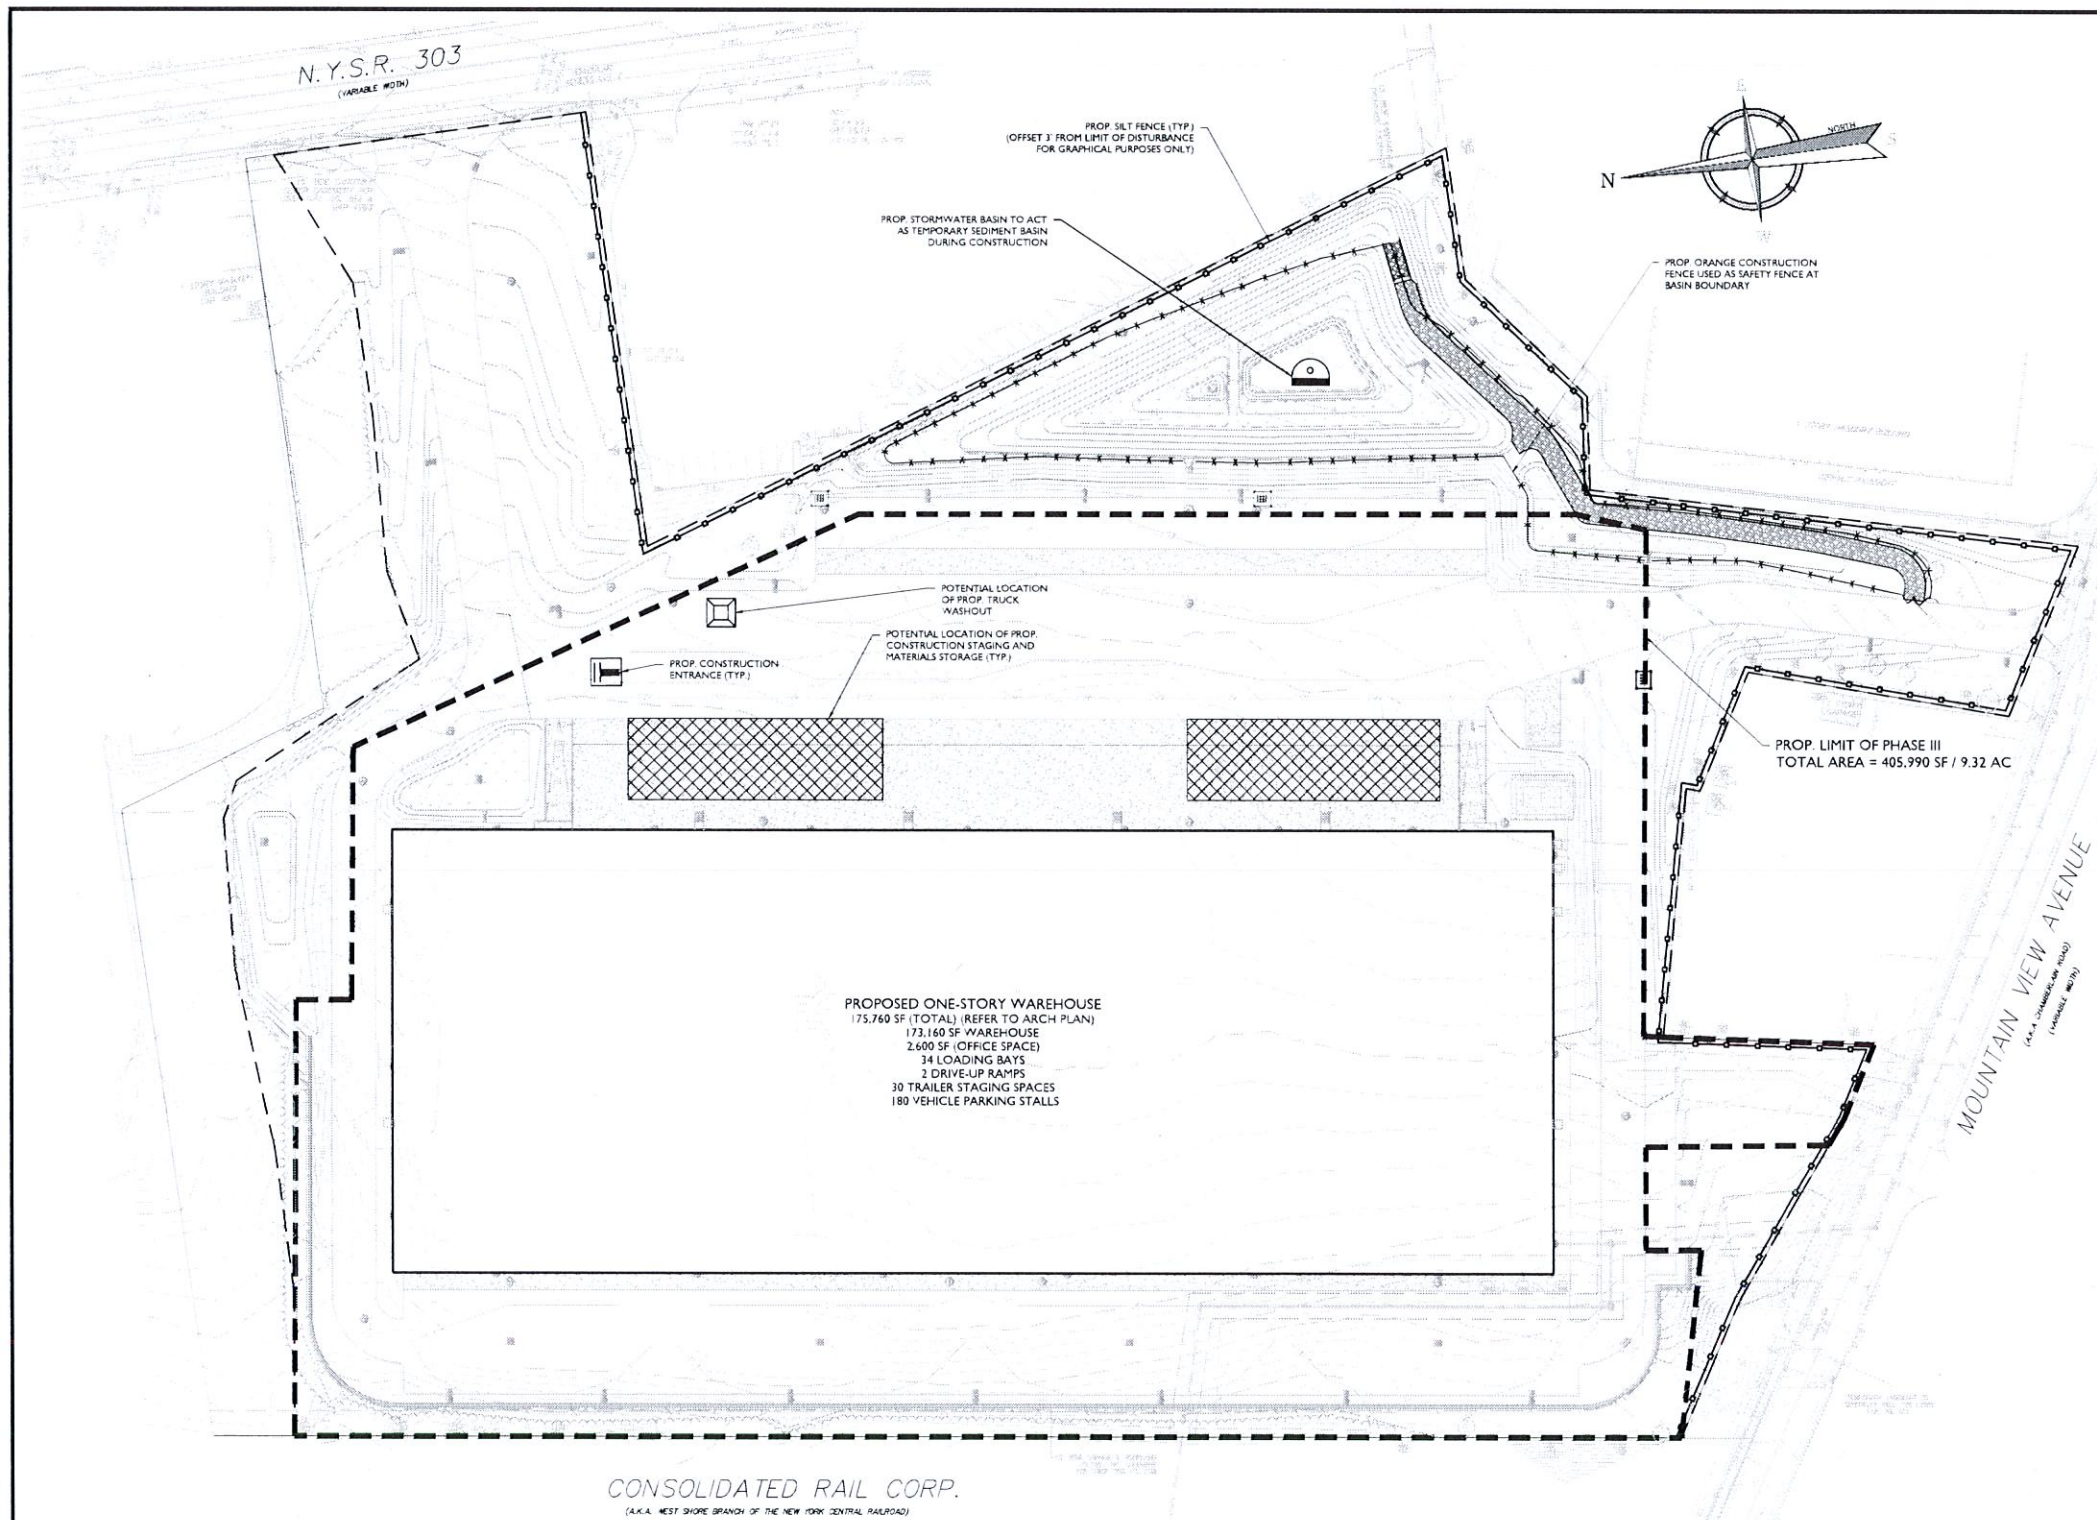 N.Y.S.R. 303
(VARIABLE WIDTH)
PROP. SILT FENCE (TYP.)
(OFFSET 3' FROM LIMIT OF DISTURBANCE
FOR GRAPHICAL PURPOSES ONLY)
E
NORTH
S
N
W
PROP. STORMWATER BASIN TO ACT
AS TEMPORARY SEDIMENT BASIN
DURING CONSTRUCTION
PROP. ORANGE CONSTRUCTION
FENCE USED AS SAFETY FENCE AT
BASIN BOUNDARY
POTENTIAL LOCATION
OF PROP. TRUCK
WASHOUT
POTENTIAL LOCATION OF PROP.
CONSTRUCTION STAGING AND
MATERIALS STORAGE (TYP.)
PROP. CONSTRUCTION
ENTRANCE (TYP.)
PROP. LIMIT OF PHASE III
TOTAL AREA = 405,990 SF / 9.32 AC
MOUNTAIN VIEW AVENUE
(A.K.A CHAMBERLAIN ROAD)
(VARIABLE WIDTH)
PROPOSED ONE-STORY WAREHOUSE
175,760 SF (TOTAL) (REFER TO ARCH PLAN)
173,160 SF WAREHOUSE
2,600 SF (OFFICE SPACE)
34 LOADING BAYS
2 DRIVE-UP RAMPS
30 TRAILER STAGING SPACES
180 VEHICLE PARKING STALLS
CONSOLIDATED RAIL CORP.
(A.K.A. WEST SHORE BRANCH OF THE NEW YORK CENTRAL RAILROAD)